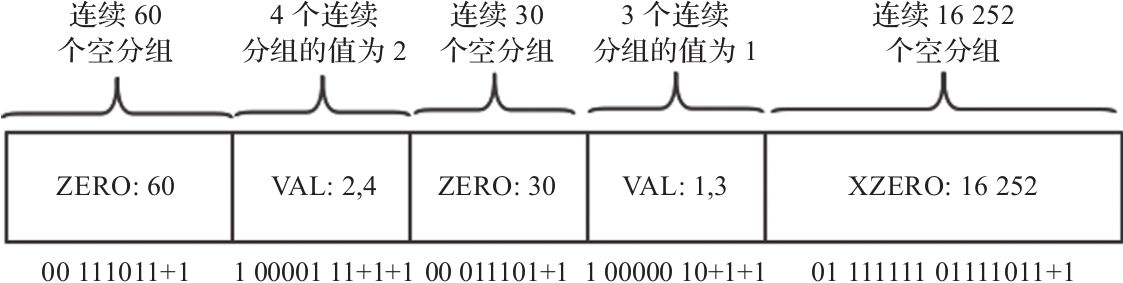 连续 60
个空分组
4 个连续
分组的值为 2
连续 30
个空分组
3 个连续
分组的值为 1
连续 16 252
个空分组
ZERO: 60
VAL: 2,4
ZERO: 30
VAL: 1,3
XZERO: 16 252
00 111011+1
1 00001 11+1+1
00 011101+1
1 00000 10+1+1
01 111111 01111011+1